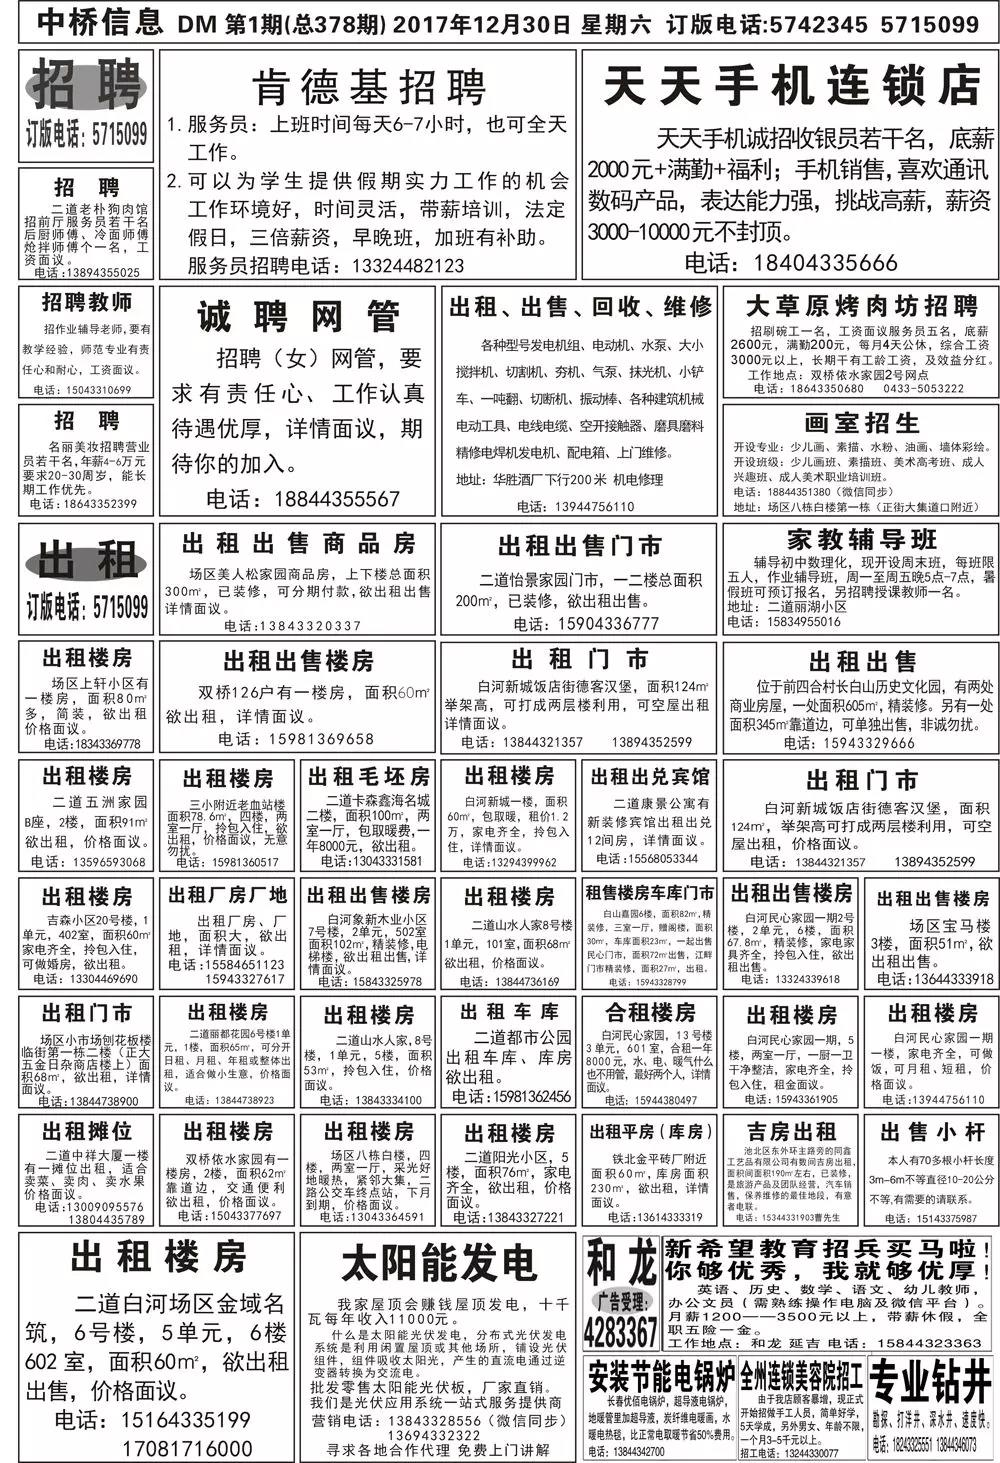 中桥信息 DM 第1期(总378期) 2017年12月30日 星期六 订版电话:5742345 5715099
招 聘
订版电话: 5715099
肯德基招聘
1. 服务员: 上班时间每天6-7小时, 也可全天
工作。
2. 可以为学生提供假期实力工作的机会
工作环境好, 时间灵活, 带薪培训, 法定
假日, 三倍薪资, 早晚班, 加班有补助。
服务员招聘电话: 13324482123
天天手机连锁店
天天手机诚招收银员若干名, 底薪
2000元+满勤+福利; 手机销售, 喜欢通讯
数码产品, 表达能力强, 挑战高薪, 薪资
3000-10000元不封顶。
电话: 18404335666
招 聘
二道老朴狗肉馆
招前厅服务员若干名
后厨师傅、冷面师傅
炝拌师傅个一名, 工
资面议。
电话:13894355025
招聘教师
招作业辅导老师, 要有
教学经验, 师范专业有责
任心和耐心, 工资面议。
电话: 15043310699
诚聘网管
招聘 (女) 网管, 要
求有责任心、工作认真
待遇优厚, 详情面议, 期
待你的加入。
电话: 18844355567
出租、出售、回收、维修
各种型号发电机组、电动机、水泵、大小
搅拌机、切割机、夯机、气泵、抹光机、小铲
车、一吨翻、切断机、振动棒、各种建筑机械
电动工具、电线电缆、空开接触器、磨具磨料
精修电焊机发电机、配电箱、上门维修。
地址: 华胜酒厂下行200米 机电修理
电话: 13944756110
大草原烤肉坊招聘
招刷碗工一名, 工资面议服务员五名, 底薪
2600元, 满勤200元, 每月4天公休, 综合工资
3000元以上, 长期干有工龄工资, 及效益分红。
工作地点: 双桥依水家园2号网点
电话: 18643350680 0433-5053222
招 聘
名丽美妆招聘营业
员若干名, 年薪4-6万元
要求20-30周岁, 能长
期工作优先。
电话:18643352399
画室招生
开设专业: 少儿画、素描、水粉、油画、墙体彩绘。
开设班级: 少儿画班、素描班、美术高考班、成人
兴趣班、成人美术职业培训班。
电话: 18844351380 (微信同步)
地址: 场区八栋白楼第一栋 (正街大集道口附近)
出 租
订版电话: 5715099
出租出售商品房
场区美人松家园商品房, 上下楼总面积
300㎡, 已装修, 可分期付款, 欲出租出售
详情面议。
电话:13843320337
出租出售门市
二道怡景家园门市, 一二楼总面积
200㎡, 已装修, 欲出租出售。
电话: 15904336777
家教辅导班
辅导初中数理化, 现开设周末班, 每班限
五人, 作业辅导班, 周一至周五晚5点-7点, 暑
假班可预订报名, 另招聘授课教师一名。
地址: 二道丽湖小区
电话: 15834955016
出租楼房
场区上轩小区有
一楼房, 面积80㎡
多, 简装, 欲出租
价格面议。
电话:18343369778
出租出售楼房
双桥126户有一楼房, 面积60㎡
欲出租, 详情面议。
电话: 15981369658
出租门市
白河新城饭店街德客汉堡, 面积124㎡
举架高, 可打成两层楼利用, 可空屋出租
详情面议。
电话: 13844321357 13894352599
出租出售
位于前四合村长白山历史文化园, 有两处
商业房屋, 一处面积605㎡, 精装修。另有一处
面积345㎡靠道边, 可单独出售, 非诚勿扰。
电话: 15943329666
出租楼房
二道五洲家园
B座, 2楼, 面积91㎡
欲出租, 价格面议。
电话: 13596593068
出租楼房
三小附近老血站楼
面积78.6㎡, 四楼, 两
室一厅, 拎包入住, 欲
出租, 价格面议, 无意
勿扰。
电话: 15981360517
出租毛坯房
二道卡森鑫海名城
二楼, 面积100㎡, 两
室一厅, 包取暖费, 一
年8000元, 欲出租。
电话:13043331581
出租楼房
白河新城一楼, 面积
60㎡, 包取暖, 租价1.2
万, 家电齐全, 拎包入
住, 详情面议。
电话:13294399962
出租出兑宾馆
二道康景公寓有
新装修宾馆出租出兑
12间房, 详情面议。
电话:15568053344
出租门市
白河新城饭店街德客汉堡, 面积
124㎡, 举架高可打成两层楼利用, 可空
屋出租, 价格面议。
电话: 13844321357 13894352599
出租楼房
吉森小区20号楼, 1
单元, 402室, 面积60㎡
家电齐全, 拎包入住,
可做婚房, 欲出租。
电话: 13304469690
出租厂房厂地
出租厂房、厂
地, 面积大, 欲出
租, 详情面议。
电话:15584651123
15943327617
出租出售楼房
白河象新木业小区
7号楼, 2单元, 502室
面积102㎡, 精装修, 电
梯楼, 欲出租出售, 详
情面议。
电话: 15843325978
出租楼房
二道山水人家8号楼
1单元, 101室, 面积68㎡
欲出租, 价格面议。
电话: 13844736169
租售楼房车库门市
白山嘉园6楼, 面积82㎡, 精
装修, 三室一厅, 赠阁楼, 面积
30㎡, 车库面积23㎡, 一起出售
民心门市, 面积72㎡出售, 江畔
门市精装修, 面积27㎡, 出租。
电话: 15943328799
出租出售楼房
白河民心家园一期2号
楼, 2单元, 6楼, 面积
67.8㎡, 精装修, 家电家
具齐全, 拎包入住, 欲出
租出售。
电话:13324339618
出租出售楼房
场区宝马楼
3楼, 面积51㎡, 欲
出租出售。
电话:13644333918
出租门市
场区小市场刨花板楼
临街第一栋二楼 (正大
五金日杂商店楼上) 面
积68㎡, 欲出租, 详情
面议。
电话:13844738900
出租楼房
二道丽都花园6号楼1单
元, 1楼, 面积65㎡, 可分开
日租、月租、年租或整体出
租, 适合做小生意, 价格面
议。
电话: 13844738923
出租楼房
二道山水人家, 8号
楼, 1单元, 5楼, 面积
53㎡, 拎包入住, 价格
面议。
电话: 13843334100
出租车库
二道都市公园
出租车库、库房
欲出租。
电话:15981362456
合租楼房
白河民心家园, 13号楼
3单元, 601室, 合租一年
8000元, 水、电、暖气什么
也不用管, 最好两个人, 详情
面议。
电话: 15944380497
出租楼房
白河民心家园一期, 5
楼, 两室一厅, 一厨一卫
干净整洁, 家电齐全, 拎
包入住, 租金面议。
电话: 15943361905
出租楼房
白河民心家园一期
一楼, 家电齐全, 可做
饭, 可月租、短租, 价
格面议。
电话:13944756110
出租摊位
二道中祥大厦一楼
有一摊位出租, 适合
卖菜、卖肉、卖水果
价格面议。
电话:13009095576
13804435789
出租楼房
双桥依水家园有一
楼房, 2楼, 面积62㎡
靠道边, 交通便利
欲出租, 价格面议。
电话:15043377697
出租楼房
场区八栋白楼, 四
楼, 两室一厅, 采光好
地暖热, 紧邻大集, 二
路公交车终点站, 下月
到期, 价格面议。
电话:13043364591
出租楼房
二道阳光小区, 5
楼, 面积76㎡, 家电
齐全, 欲出租, 价格
面议。
电话:13843327221
出租平房(库房)
铁北金平砖厂附近
面积60㎡, 库房面积
230㎡, 欲出租, 详情
面议。
电话:13614333319
吉房出租
池北区东外环主路旁的同鑫
工艺品有限公司有数间吉房出租,
面积间面积190㎡左右, 已装修,
是旅游产品及团队经营, 汽车销
售, 保养维修的最佳地段, 有意
者电联。
电话: 15344331903曹先生
出售小杆
本人有70多根小杆长度
3m-6m不等直径10-20公分
不等, 有需要的请联系。
电话: 15143375987
出租楼房
二道白河场区金域名
筑, 6号楼, 5单元, 6楼
602室, 面积60㎡, 欲出租
出售, 价格面议。
电话: 15164335199
17081716000
太阳能发电
我家屋顶会赚钱屋顶发电, 十千
瓦每年收入11000元。
什么是太阳能光伏发电, 分布式光伏发电
系统是利用闲置屋顶或其他场所, 铺设光伏
组件, 组件吸收太阳光, 产生的直流电通过逆
变器转换为交流电。
批发零售太阳能光伏板, 厂家直销。
我们是光伏应用系统一站式服务提供商
营销电话: 13843328556 (微信同步)
13694332322
寻求各地合作代理 免费上门讲解
和龙
广告受理:
4283367
新希望教育招兵买马啦!
你够优秀, 我就够优厚!
英语、历史、数学、语文、幼儿教师,
办公文员 (需熟练操作电脑及微信平台)。
月薪1200——3500元以上, 带薪休假, 全
职五险一金。
工作地点: 和龙 延吉 电话: 15844323363
安装节能电锅炉
长春优佰电锅炉, 超导液电锅炉,
地暖管里加超导液, 炭纤维电暖画, 水
暖电热毯, 比正常电取暖节省50%费用。
电话: 13844342700
全州连锁美容院招工
由于我店顾客暴增, 现正式
开始招做手工人员, 简单好学,
5天学成, 另外男女、年龄不限,
一个月3-5千元以上。
招工电话: 13244330077
专业钻井
勘探、打洋井、深水井、速度快。
电话: 18243325551 13844346073